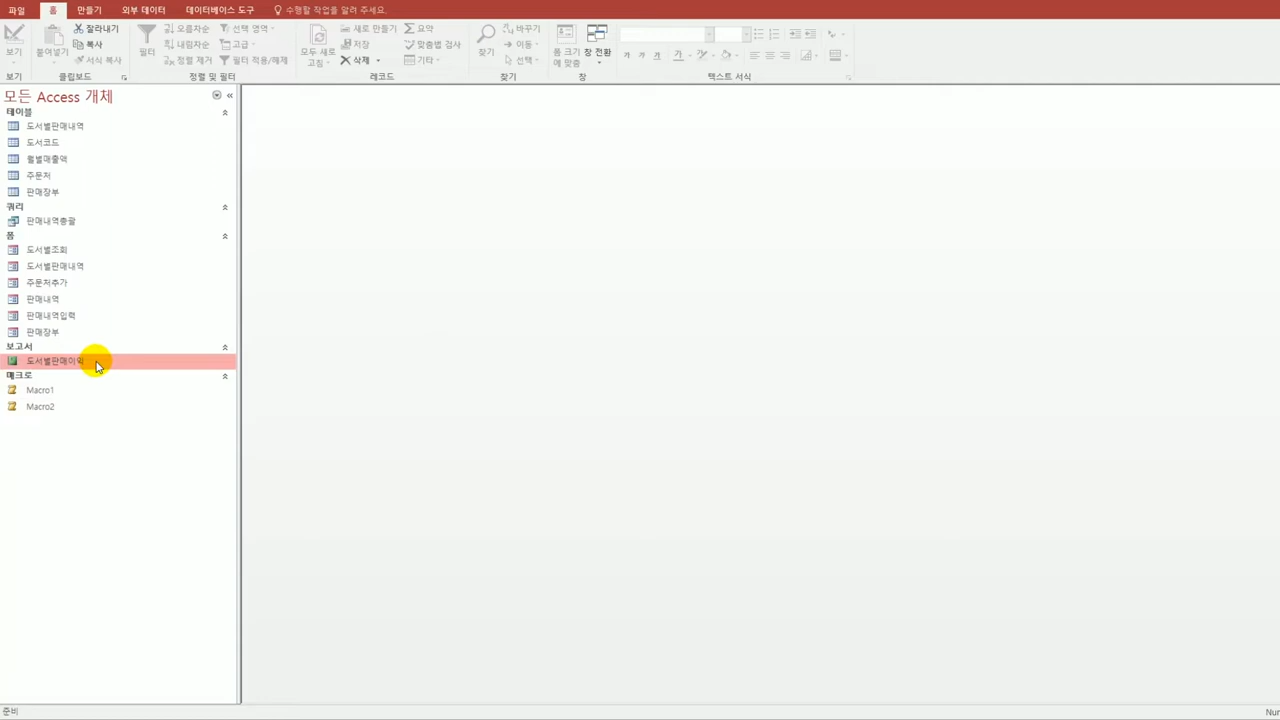 파일 홈 만들기 외부 데이터 데이터베이스 도구 수행할 작업을 알려 주세요.
잘라내기 오름차순 선택 영역 새로 만들기 요약 바꾸기
보기 붙여넣기 복사 필터 내림차순 고급 모두 새로 고침 저장 맞춤법 검사 찾기 이동 폼 크기에 맞춤 창 전환
서식 복사 정렬 제거 필터 적용/해제 삭제 기타 선택 가 가 가
보기 클립보드 정렬 및 필터 레코드 찾기 창 텍스트 서식
모든 Access 개체
테이블
도서별판매내역
도서코드
월별매출액
주문처
판매장부
쿼리
판매내역총괄
폼
도서별조회
도서별판매내역
주문처추가
판매내역
판매내역입력
판매장부
보고서
도서별판매이익
매크로
Macro1
Macro2
준비
Nur